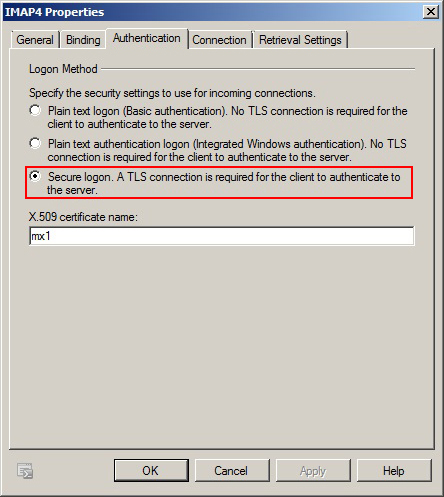 IMAP4 Properties
General Binding Authentication Connection Retrieval Settings
Logon Method
Specify the security settings to use for incoming connections.
Plain text logon (Basic authentication). No TLS connection is required for the
client to authenticate to the server.
Plain text authentication logon (Integrated Windows authentication). No TLS
connection is required for the client to authenticate to the server.
Secure logon. A TLS connection is required for the client to authenticate to
the server.
X.509 certificate name:
mx1
OK Cancel Apply Help